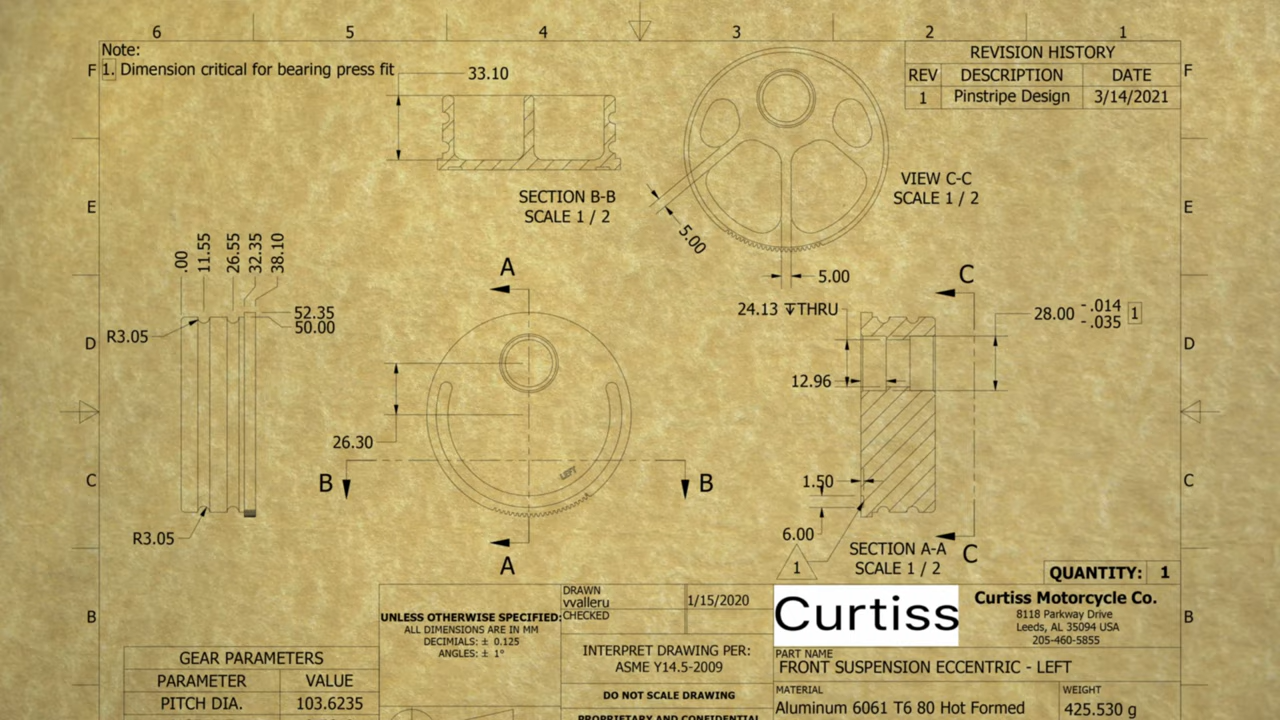 6 5 4 3 2 1
Note:
1. Dimension critical for bearing press fit
F
E
D
C
B
F
E
D
C
B
REVISION HISTORY
REV DESCRIPTION DATE
1 Pinstripe Design 3/14/2021
33.10
SECTION B-B
SCALE 1 / 2
VIEW C-C
SCALE 1 / 2
5.00
5.00
.00
11.55
26.55
32.35
38.10
52.35
50.00
R3.05
R3.05
A
A
B
B
26.30
LEFT
C
C
24.13 ↧THRU
28.00 -.014
-.035 1
12.96
1.50
6.00
1
SECTION A-A
SCALE 1 / 2
QUANTITY: 1
UNLESS OTHERWISE SPECIFIED:
ALL DIMENSIONS ARE IN MM
DECIMIALS: ± 0.125
ANGLES: ± 1°
DRAWN
vvalleru 1/15/2020
CHECKED
INTERPRET DRAWING PER:
ASME Y14.5-2009
DO NOT SCALE DRAWING
PROPRIETARY AND CONFIDENTIAL
Curtiss
Curtiss Motorcycle Co.
8118 Parkway Drive
Leeds, AL 35094 USA
205-460-5855
PART NAME
FRONT SUSPENSION ECCENTRIC - LEFT
MATERIAL
Aluminum 6061 T6 80 Hot Formed
WEIGHT
425.530 g
GEAR PARAMETERS
PARAMETER VALUE
PITCH DIA. 103.6235